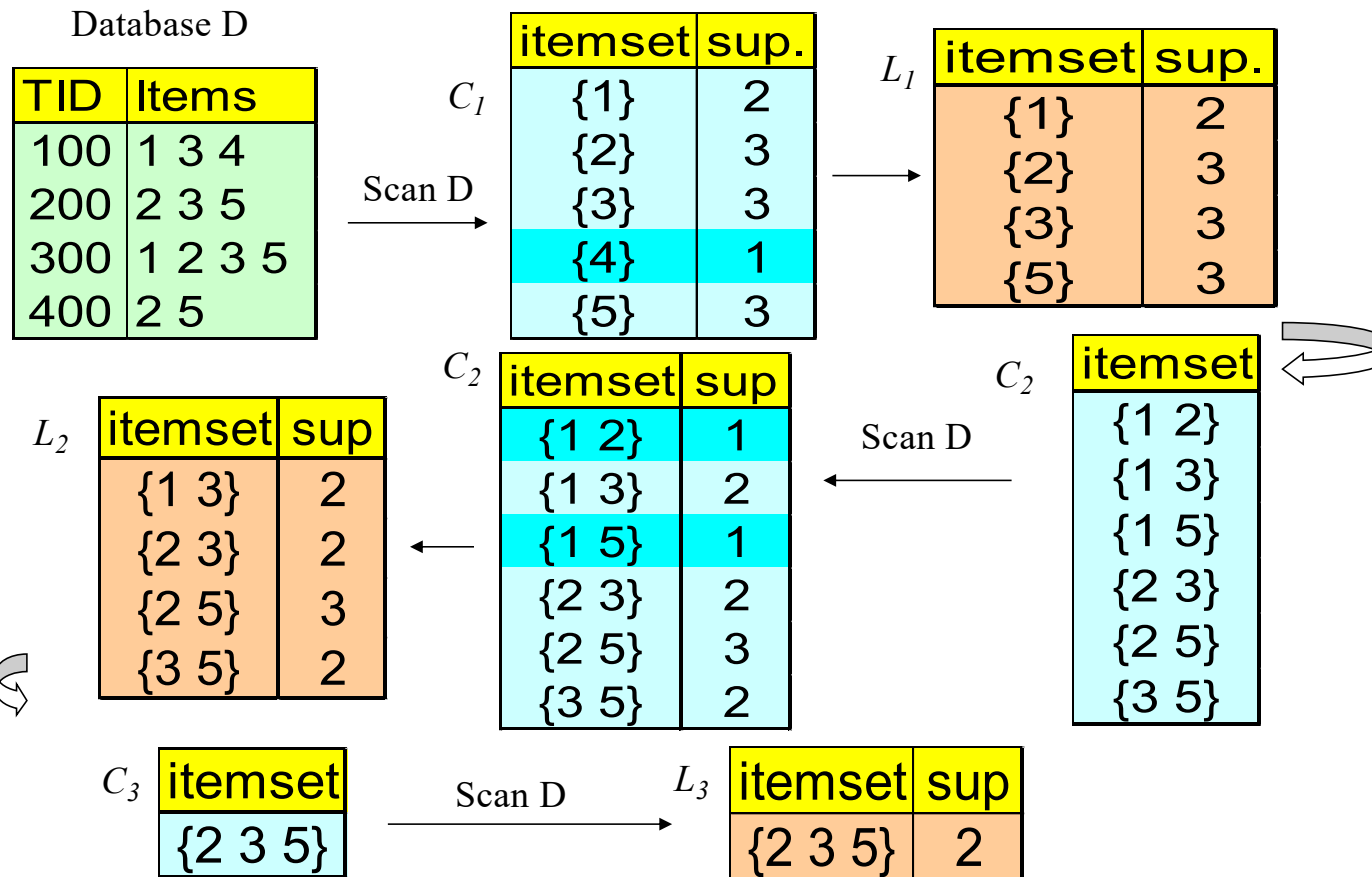 Database D
TID Items
100 1 3 4
200 2 3 5
300 1 2 3 5
400 2 5
Scan D
C1
itemset sup.
{1} 2
{2} 3
{3} 3
{4} 1
{5} 3
L1
itemset sup.
{1} 2
{2} 3
{3} 3
{5} 3
C2
itemset
{1 2}
{1 3}
{1 5}
{2 3}
{2 5}
{3 5}
Scan D
C2
itemset sup
{1 2} 1
{1 3} 2
{1 5} 1
{2 3} 2
{2 5} 3
{3 5} 2
L2
itemset sup
{1 3} 2
{2 3} 2
{2 5} 3
{3 5} 2
C3
itemset
{2 3 5}
Scan D
L3
itemset sup
{2 3 5} 2